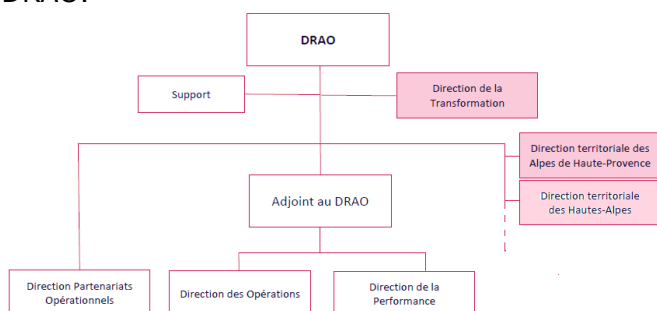 DRAO.
DRAO
Support
Direction de la
Transformation
Direction territoriale des
Alpes de Haute-Provence
Direction territoriale
des Hautes-Alpes
Adjoint au DRAO
Direction Partenariats
Opérationnels
Direction des Opérations
Direction de la
Performance